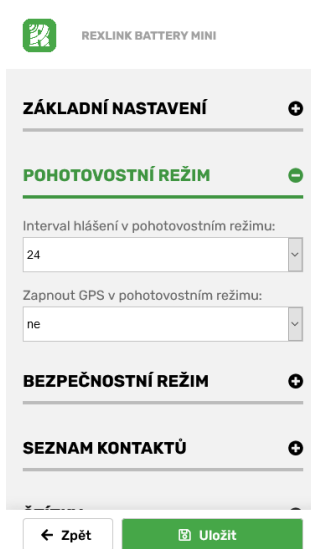 REXLINK BATTERY MINI
ZÁKLADNÍ NASTAVENÍ
POHOTOVOSTNÍ REŽIM
Interval hlášení v pohotovostním režimu:
24
Zapnout GPS v pohotovostním režimu:
ne
BEZPEČNOSTNÍ REŽIM
SEZNAM KONTAKTŮ
Zpět
Uložit